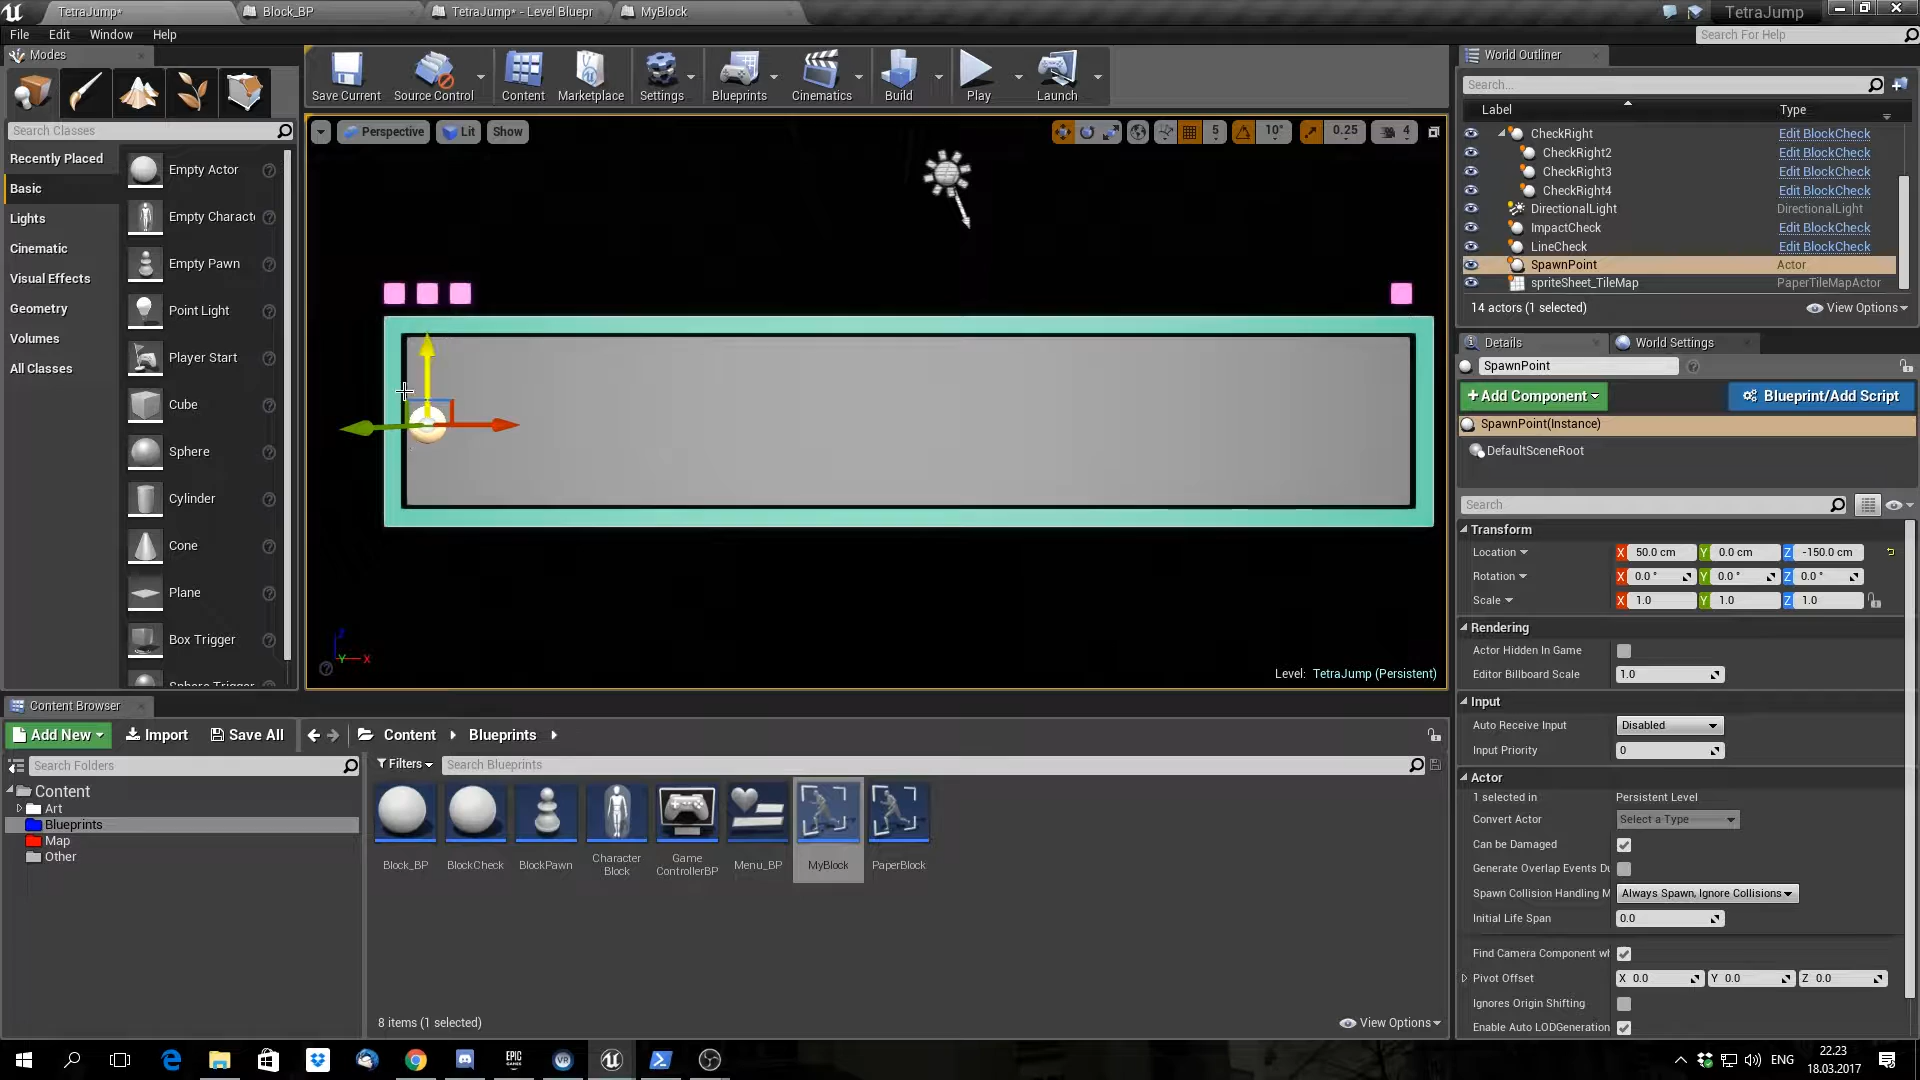 TetraJump*
Block_BP
TetraJump* - Level Bluepr
MyBlock
TetraJump
File
Edit
Window
Help
Search For Help
Modes
Search Classes
Recently Placed
Basic
Lights
Cinematic
Visual Effects
Geometry
Volumes
All Classes
Empty Actor
Empty Charact
Empty Pawn
Point Light
Player Start
Cube
Sphere
Cylinder
Cone
Plane
Box Trigger
Sphere Trigger
Save Current
Source Control
Content
Marketplace
Settings
Blueprints
Cinematics
Build
Play
Launch
Perspective
Lit
Show
5
10°
0.25
4
Z
Y
X
Level: TetraJump (Persistent)
World Outliner
Search...
Label
Type
CheckRight
Edit BlockCheck
CheckRight2
Edit BlockCheck
CheckRight3
Edit BlockCheck
CheckRight4
Edit BlockCheck
DirectionalLight
DirectionalLight
ImpactCheck
Edit BlockCheck
LineCheck
Edit BlockCheck
SpawnPoint
Actor
spriteSheet_TileMap
PaperTileMapActor
14 actors (1 selected)
View Options
Details
World Settings
SpawnPoint
+ Add Component
Blueprint/Add Script
SpawnPoint(Instance)
DefaultSceneRoot
Search
Transform
Location X 50.0 cm Y 0.0 cm Z -150.0 cm
Rotation X 0.0 ° Y 0.0 ° Z 0.0 °
Scale X 1.0 Y 1.0 Z 1.0
Rendering
Actor Hidden In Game
Editor Billboard Scale 1.0
Input
Auto Receive Input Disabled
Input Priority 0
Actor
1 selected in Persistent Level
Convert Actor Select a Type
Can be Damaged
Generate Overlap Events Du
Spawn Collision Handling M Always Spawn, Ignore Collisions
Initial Life Span 0.0
Find Camera Component wh
Pivot Offset X 0.0 Y 0.0 Z 0.0
Ignores Origin Shifting
Enable Auto LODGeneration
Content Browser
Add New
Import
Save All
Content
Blueprints
Search Folders
Filters
Search Blueprints
Content
Art
Blueprints
Map
Other
Block_BP
BlockCheck
BlockPawn
Character
Block
Game
ControllerBP
Menu_BP
MyBlock
PaperBlock
8 items (1 selected)
View Options
EPIC
GAMES
ENG
22.23
18.03.2017